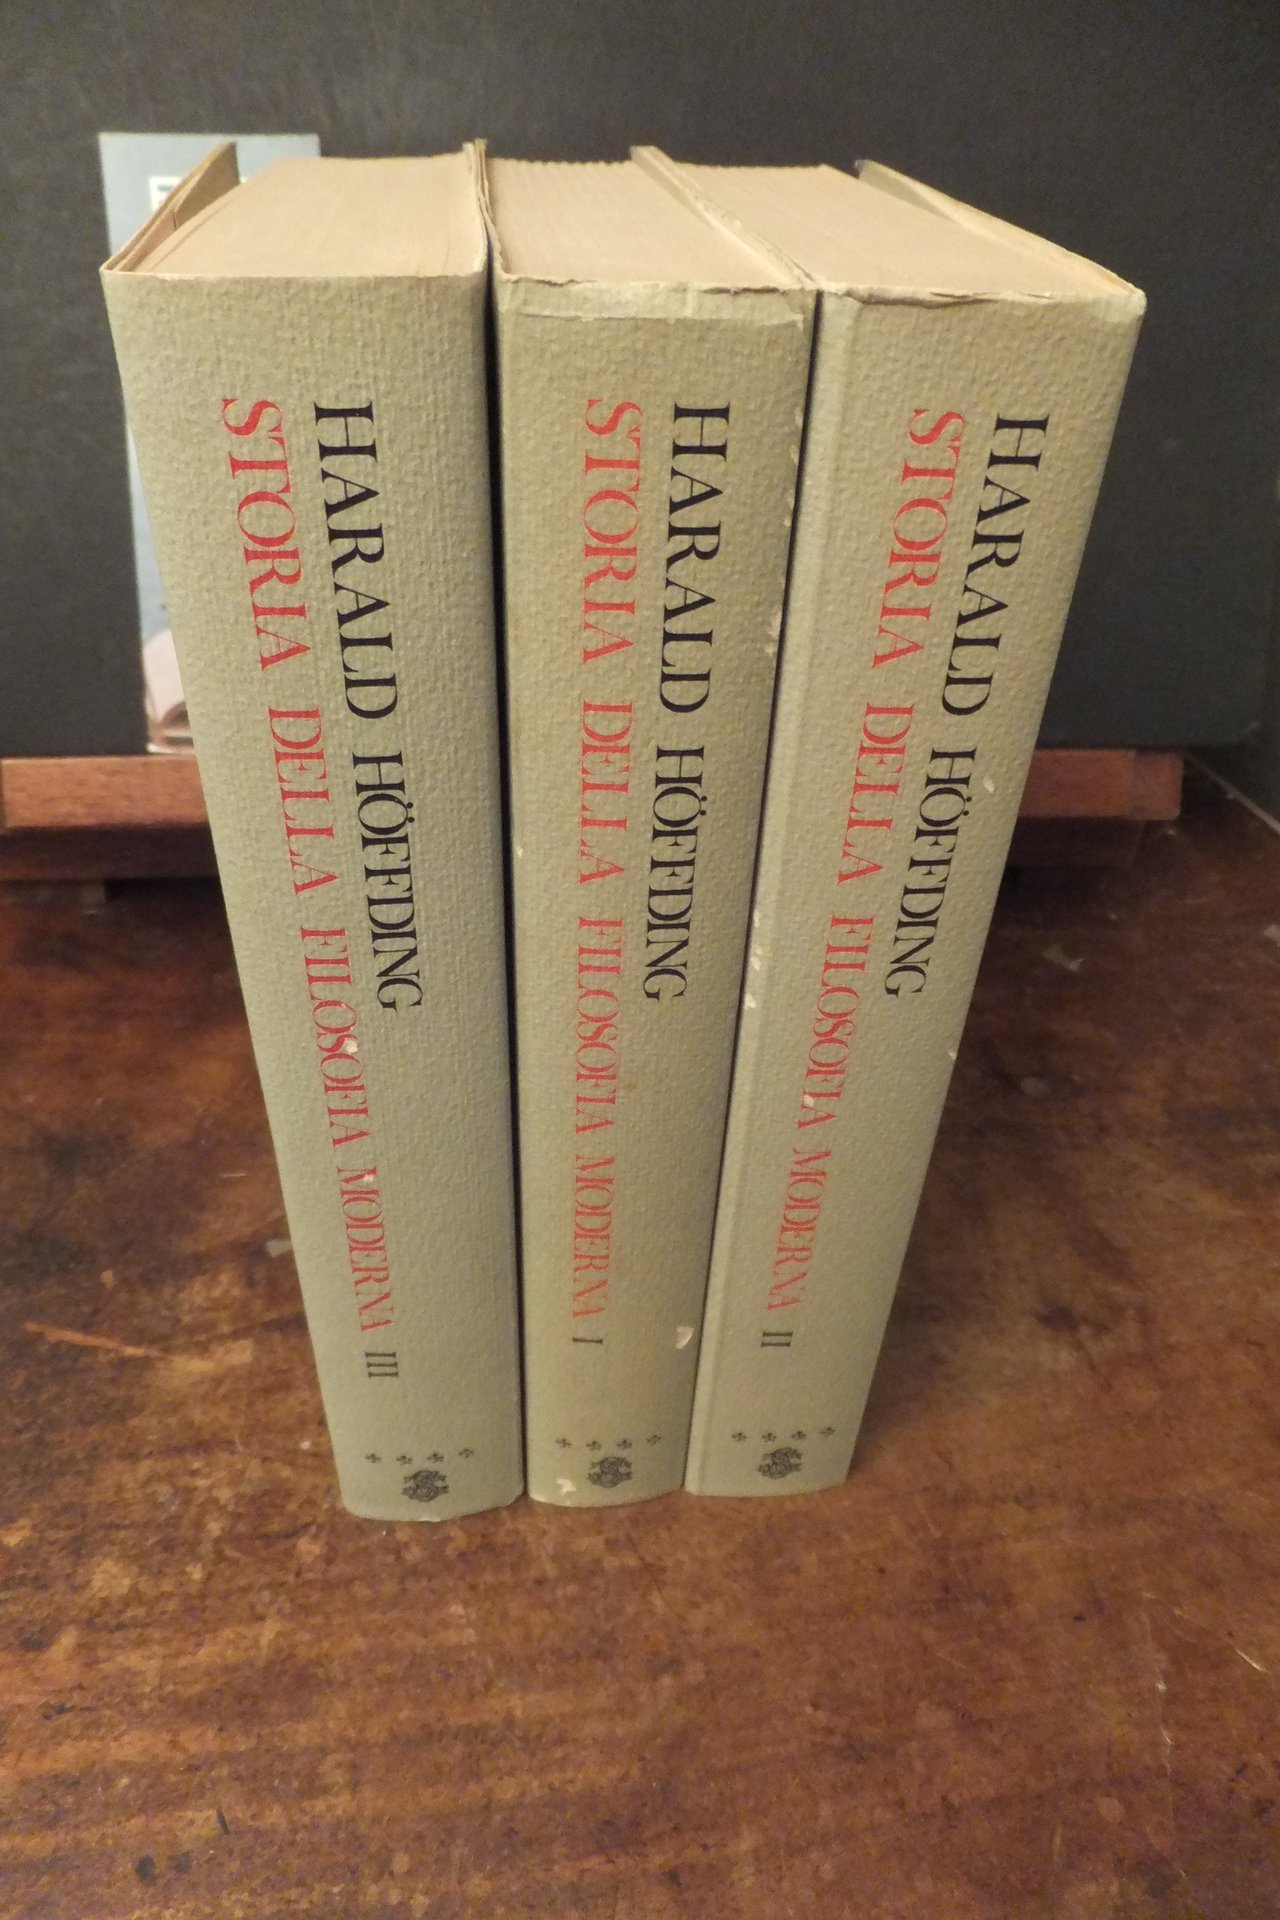 HARALD HÖFFDING
STORIA DELLA FILOSOFIA MODERNA III
HARALD HÖFFDING
STORIA DELLA FILOSOFIA MODERNA I
HARALD HÖFFDING
STORIA DELLA FILOSOFIA MODERNA II